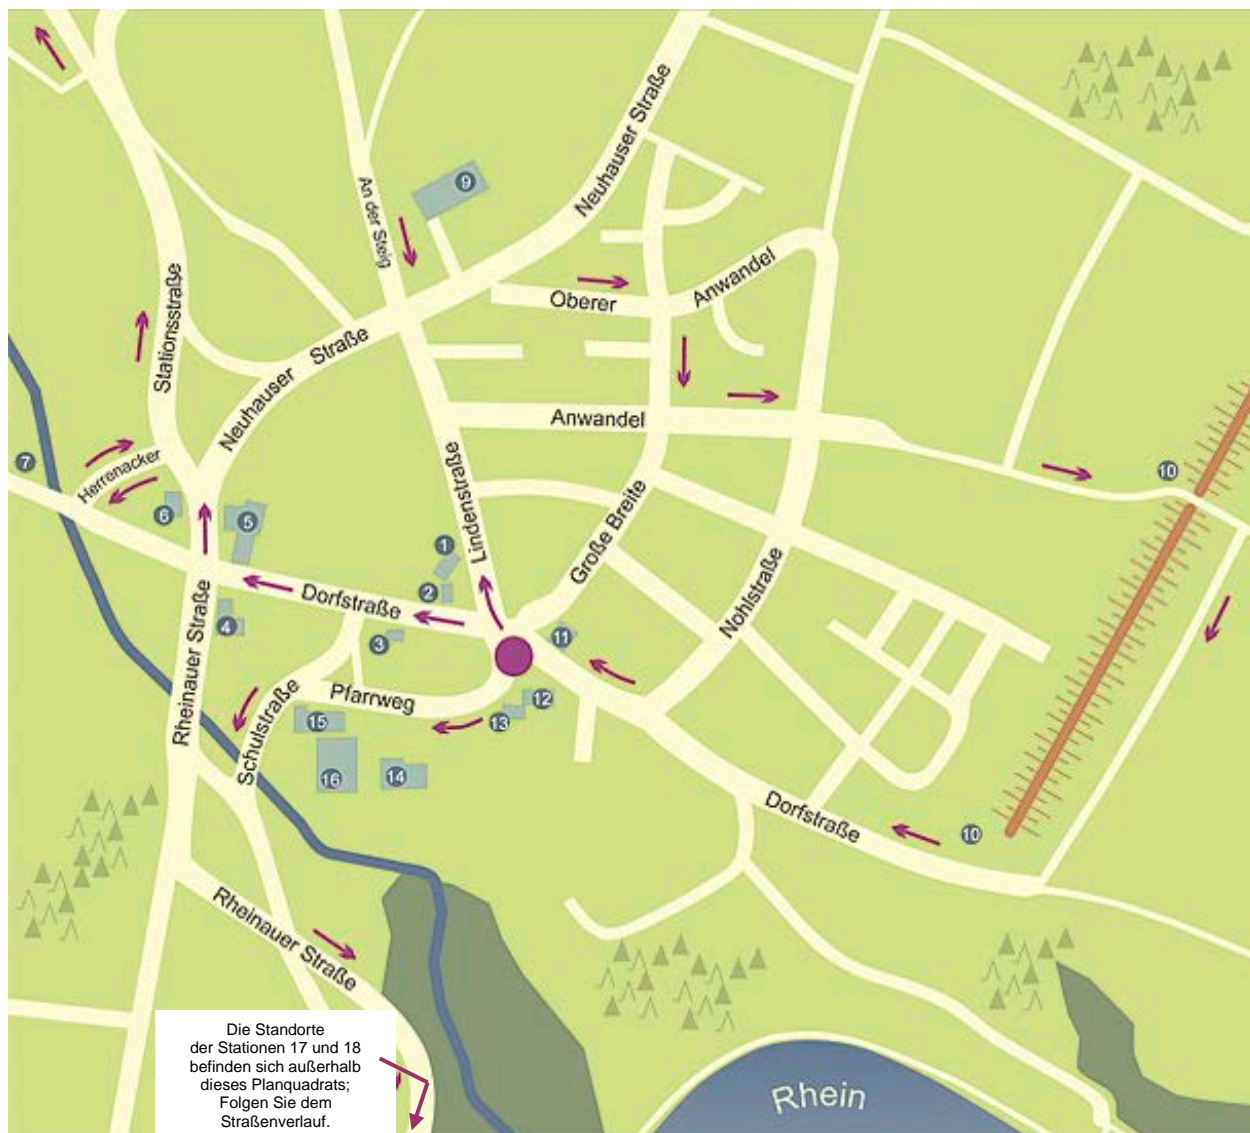 Neuhauser Straße
An der Steig
9
Oberer
Anwandel
Stationsstraße
Neuhauser Straße
Anwandel
7
Herrenacker
6
5
10
Lindenstraße
Große Breite
1
2
Dorfstraße
Nohlstraße
4
3
11
Rheinauer Straße
Schulstraße
Pfarrweg
12
13
15
16
14
Dorfstraße
10
Rheinauer Straße
Die Standorte
der Stationen 17 und 18
befinden sich außerhalb
dieses Planquadrats;
Folgen Sie dem
Straßenverlauf.
Rhein